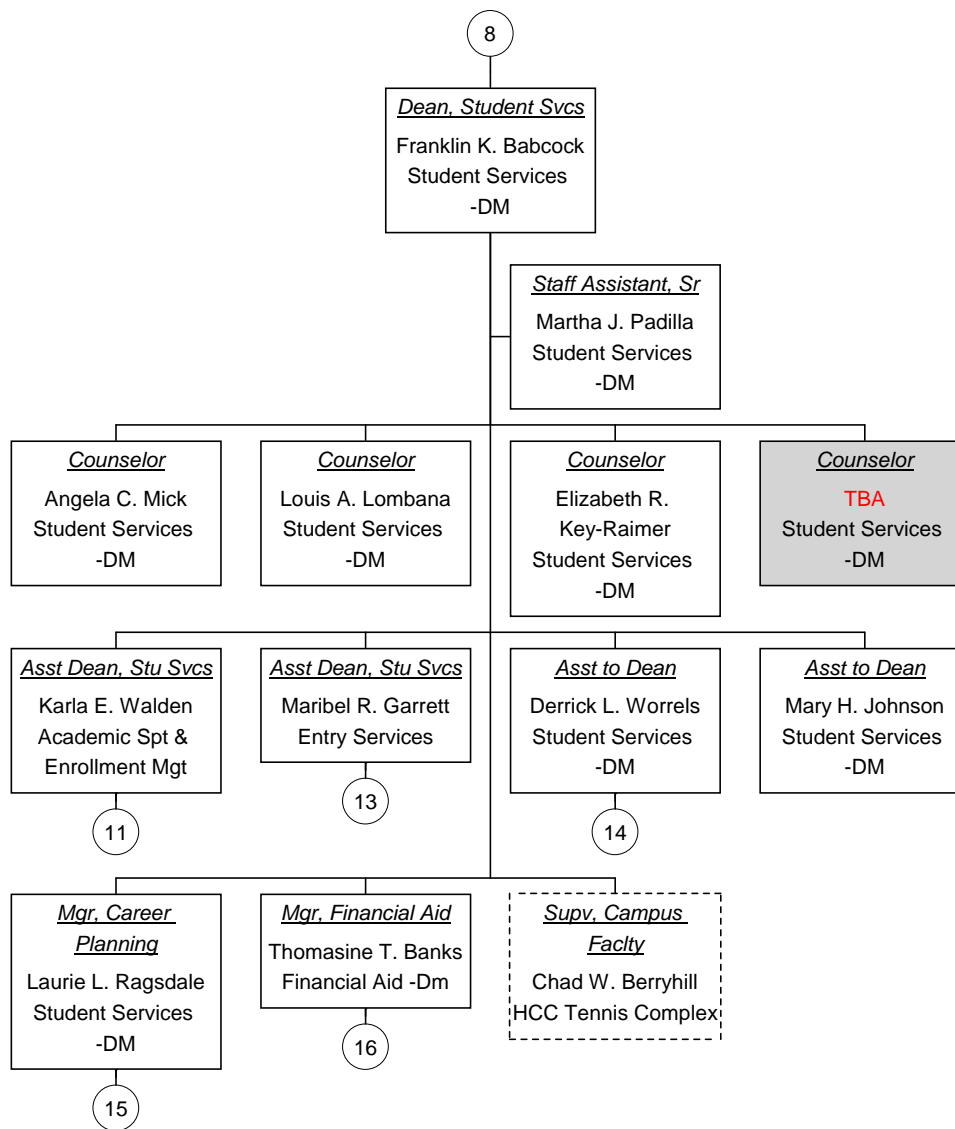 8
Dean, Student Svcs
Franklin K. Babcock
Student Services
-DM
Staff Assistant, Sr
Martha J. Padilla
Student Services
-DM
Counselor
Angela C. Mick
Student Services
-DM
Counselor
Louis A. Lombana
Student Services
-DM
Counselor
Elizabeth R.
Key-Raimer
Student Services
-DM
Counselor
TBA
Student Services
-DM
Asst Dean, Stu Svcs
Karla E. Walden
Academic Spt &
Enrollment Mgt
11
Asst Dean, Stu Svcs
Maribel R. Garrett
Entry Services
13
Asst to Dean
Derrick L. Worrels
Student Services
-DM
14
Asst to Dean
Mary H. Johnson
Student Services
-DM
Mgr, Career
Planning
Laurie L. Ragsdale
Student Services
-DM
15
Mgr, Financial Aid
Thomasine T. Banks
Financial Aid -Dm
16
Supv, Campus
Faclty
Chad W. Berryhill
HCC Tennis Complex